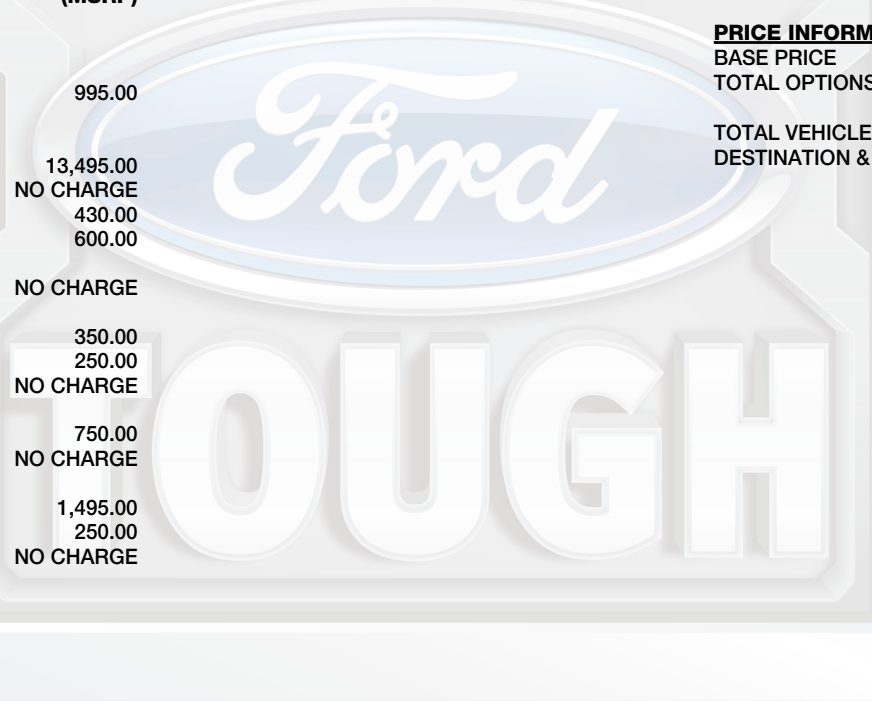 (MSRP)
995.00
13,495.00
NO CHARGE
430.00
600.00
NO CHARGE
350.00
250.00
NO CHARGE
750.00
NO CHARGE
1,495.00
250.00
NO CHARGE
PRICE INFORM
BASE PRICE
TOTAL OPTIONS
TOTAL VEHICLE
DESTINATION &
Ford
TOUGH